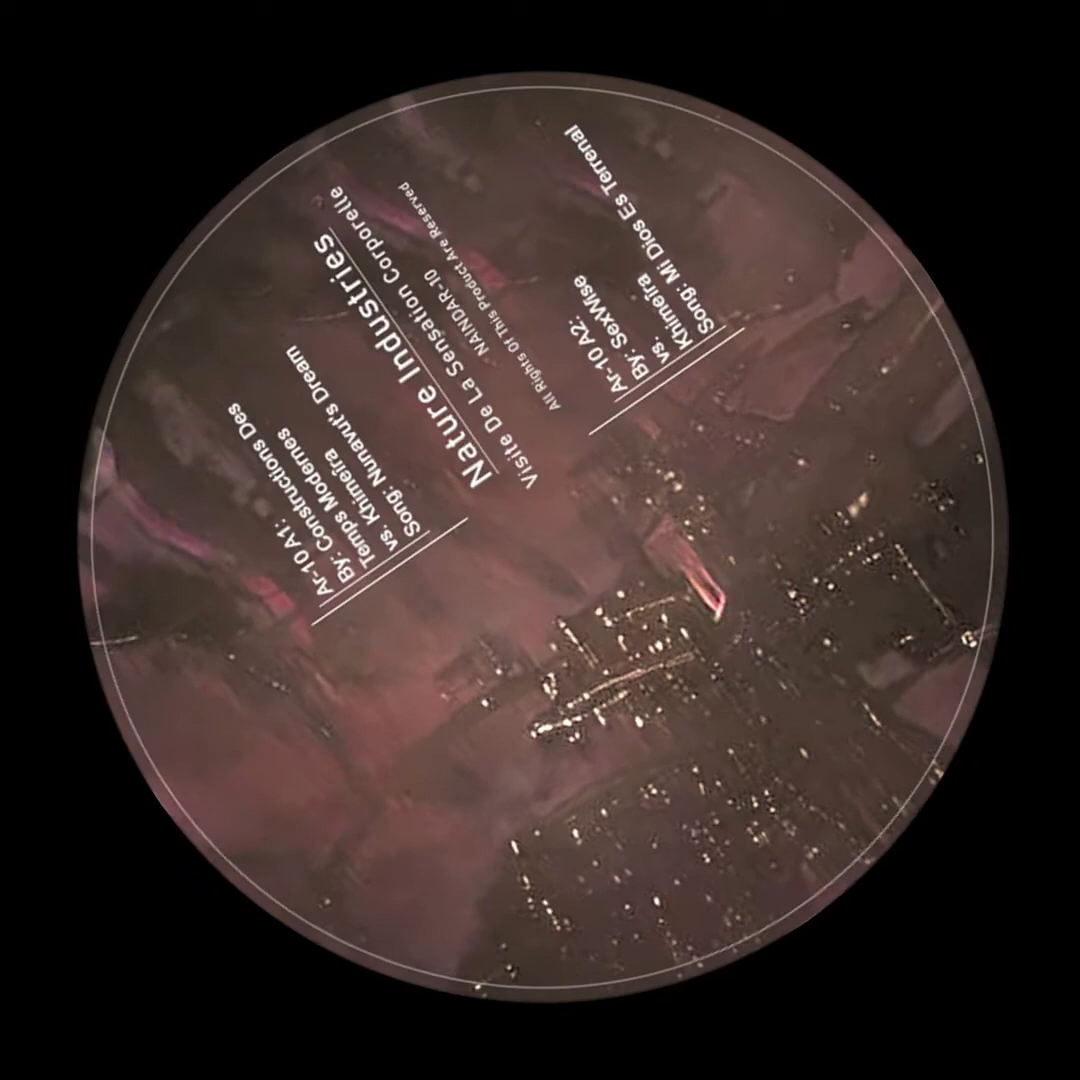 Nature Industries
Visite De La Sensation Corporelle
NAINDAR-10
All Rights Of This Product Are Reserved
Ar-10 A1:
By: Constructions Des
Temps Modernes
vs. Khimeira
Song: Nunavut's Dream
Ar-10 A2:
By: SexWise
vs.
Khimeira
Song: Mi Dios Es Terrenal